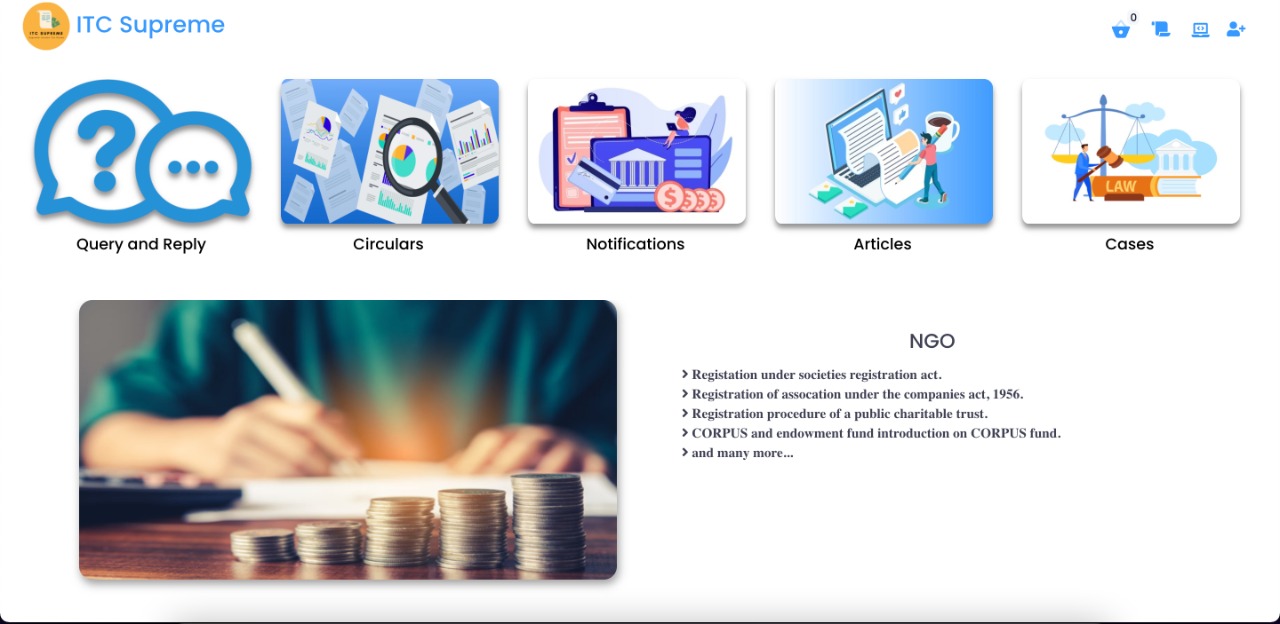 ITC SUPREME
ITC Supreme
0
Query and Reply
Circulars
Notifications
Articles
LAW
Cases
NGO
Registation under societies registration act.
Registration of assocation under the companies act, 1956.
Registration procedure of a public charitable trust.
CORPUS and endowment fund introduction on CORPUS fund.
and many more...